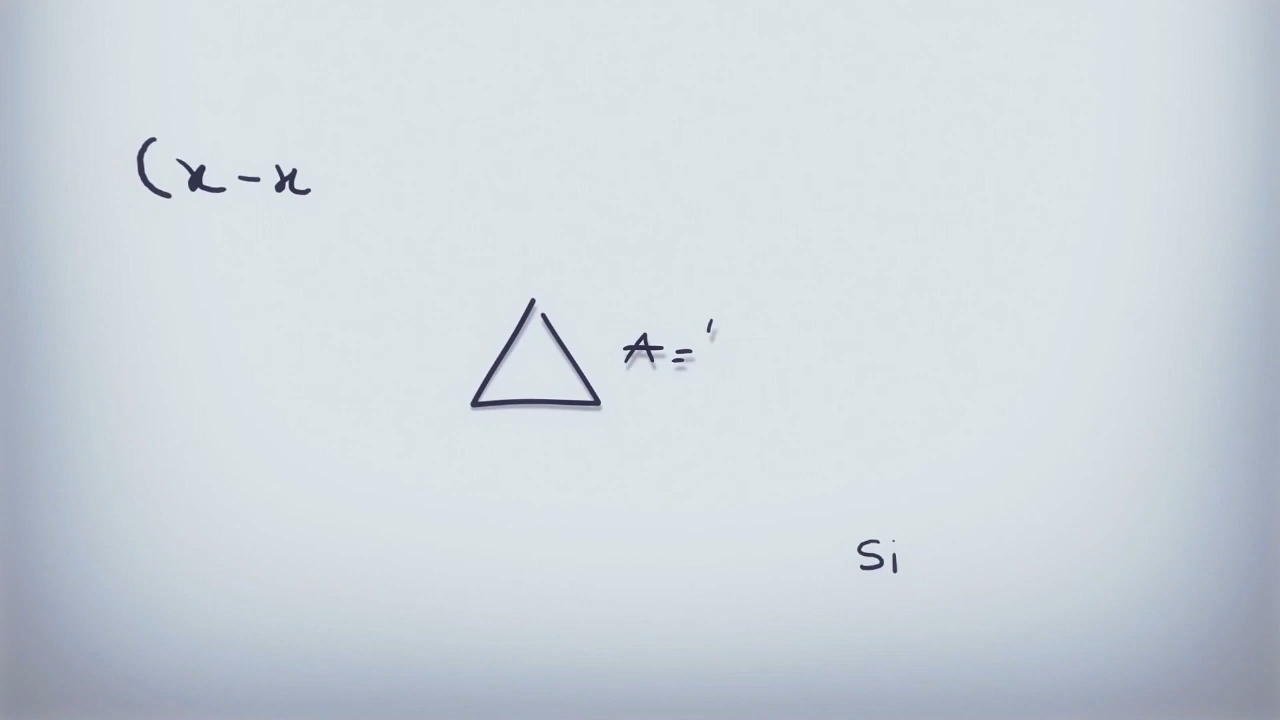 (x-x
A = '
Si